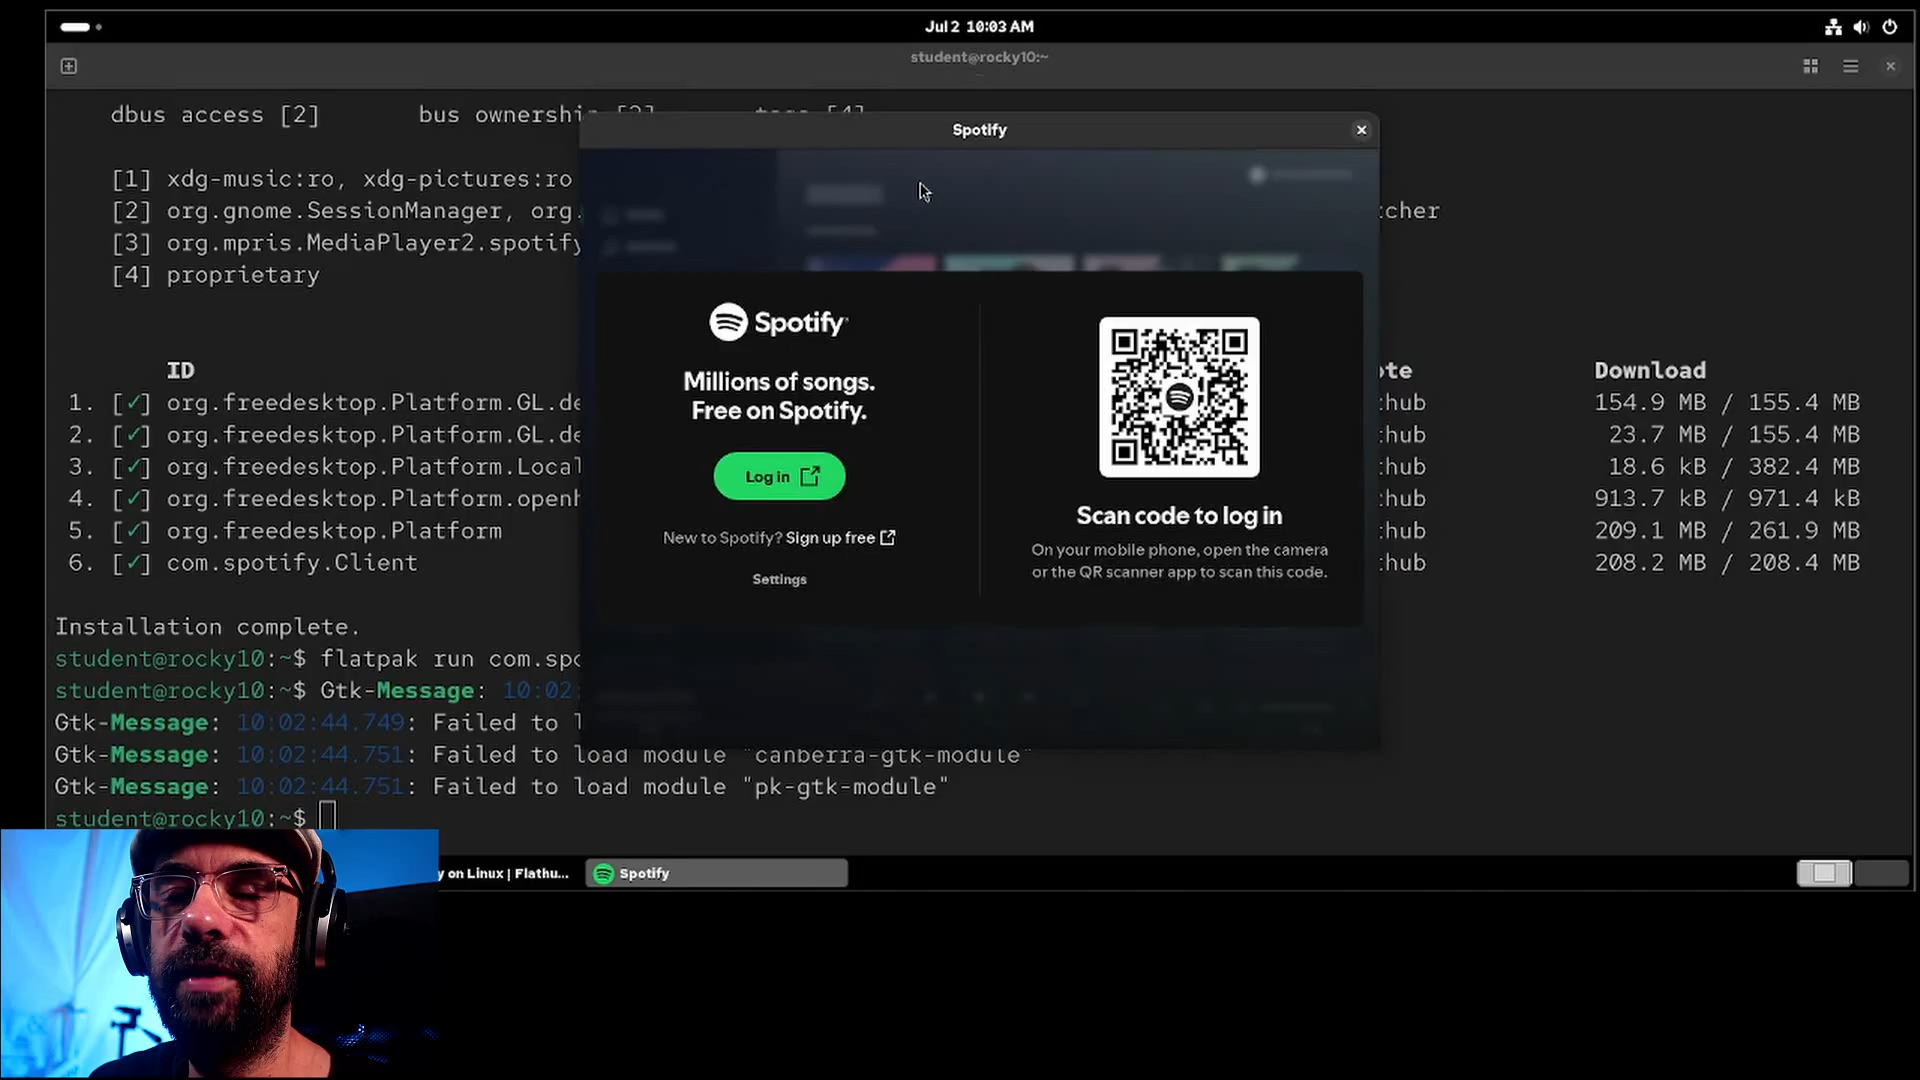 Jul 2 10:03 AM
student@rocky10:~
dbus access [2] bus ownership [3] tags [4]
Spotify
[1] xdg-music:ro, xdg-pictures:ro
[2] org.gnome.SessionManager, org.
[3] org.mpris.MediaPlayer2.spotify
[4] proprietary
Spotify
Millions of songs.
Free on Spotify.
Log in
New to Spotify? Sign up free
Settings
Scan code to log in
On your mobile phone, open the camera
or the QR scanner app to scan this code.
ID Download
1. [✓] org.freedesktop.Platform.GL.de 154.9 MB / 155.4 MB
2. [✓] org.freedesktop.Platform.GL.de 23.7 MB / 155.4 MB
3. [✓] org.freedesktop.Platform.Local 18.6 kB / 382.4 MB
4. [✓] org.freedesktop.Platform.openh 913.7 kB / 971.4 kB
5. [✓] org.freedesktop.Platform 209.1 MB / 261.9 MB
6. [✓] com.spotify.Client 208.2 MB / 208.4 MB
Installation complete.
student@rocky10:~$ flatpak run com.spo
student@rocky10:~$ Gtk-Message: 10:02:
Gtk-Message: 10:02:44.749: Failed to l
Gtk-Message: 10:02:44.751: Failed to load module "canberra-gtk-module"
Gtk-Message: 10:02:44.751: Failed to load module "pk-gtk-module"
student@rocky10:~$
y on Linux | Flathu... Spotify